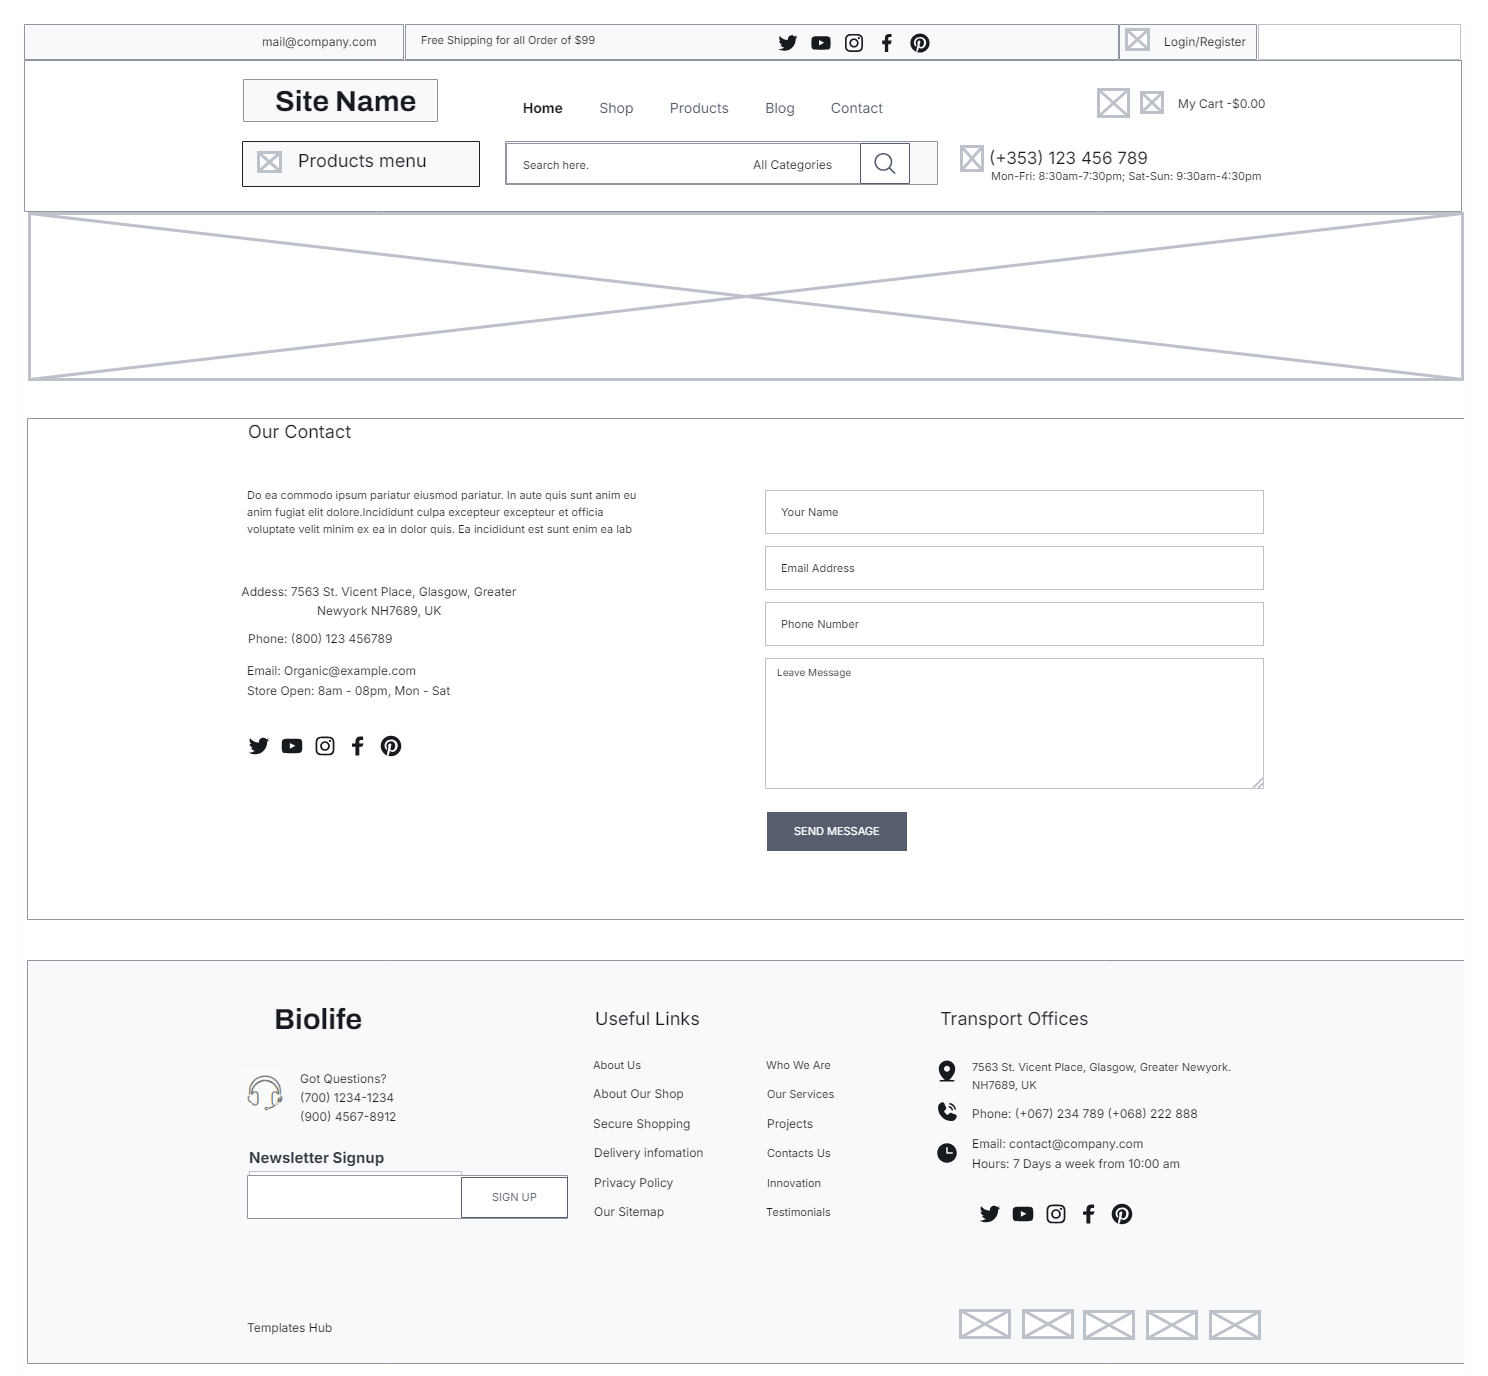 mail@company.com
Free Shipping for all Order of $99
Login/Register
Site Name
Home Shop Products Blog Contact
My Cart -$0.00
Products menu
Search here.
All Categories
(+353) 123 456 789
Mon-Fri: 8:30am-7:30pm; Sat-Sun: 9:30am-4:30pm
Our Contact
Do ea commodo ipsum pariatur eiusmod pariatur. In aute quis sunt anim eu
anim fugiat elit dolore.Incididunt culpa excepteur excepteur et officia
voluptate velit minim ex ea in dolor quis. Ea incididunt est sunt enim ea lab
Addess: 7563 St. Vicent Place, Glasgow, Greater
Newyork NH7689, UK
Phone: (800) 123 456789
Email: Organic@example.com
Store Open: 8am - 08pm, Mon - Sat
Your Name
Email Address
Phone Number
Leave Message
SEND MESSAGE
Biolife
Got Questions?
(700) 1234-1234
(900) 4567-8912
Newsletter Signup
SIGN UP
Useful Links
About Us
About Our Shop
Secure Shopping
Delivery infomation
Privacy Policy
Our Sitemap
Who We Are
Our Services
Projects
Contacts Us
Innovation
Testimonials
Transport Offices
7563 St. Vicent Place, Glasgow, Greater Newyork.
NH7689, UK
Phone: (+067) 234 789 (+068) 222 888
Email: contact@company.com
Hours: 7 Days a week from 10:00 am
Templates Hub